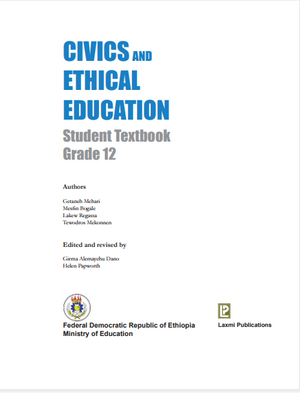 CIVICS AND
ETHICAL
EDUCATION
Student Textbook
Grade 12
Authors
Getaneh Mehari
Mesfin Bogale
Lakew Regassa
Tewodros Mekonnen
Edited and revised by
Girma Alemayehu Dano
Helen Papworth
Federal Democratic Republic of Ethiopia
Ministry of Education
Laxmi Publications